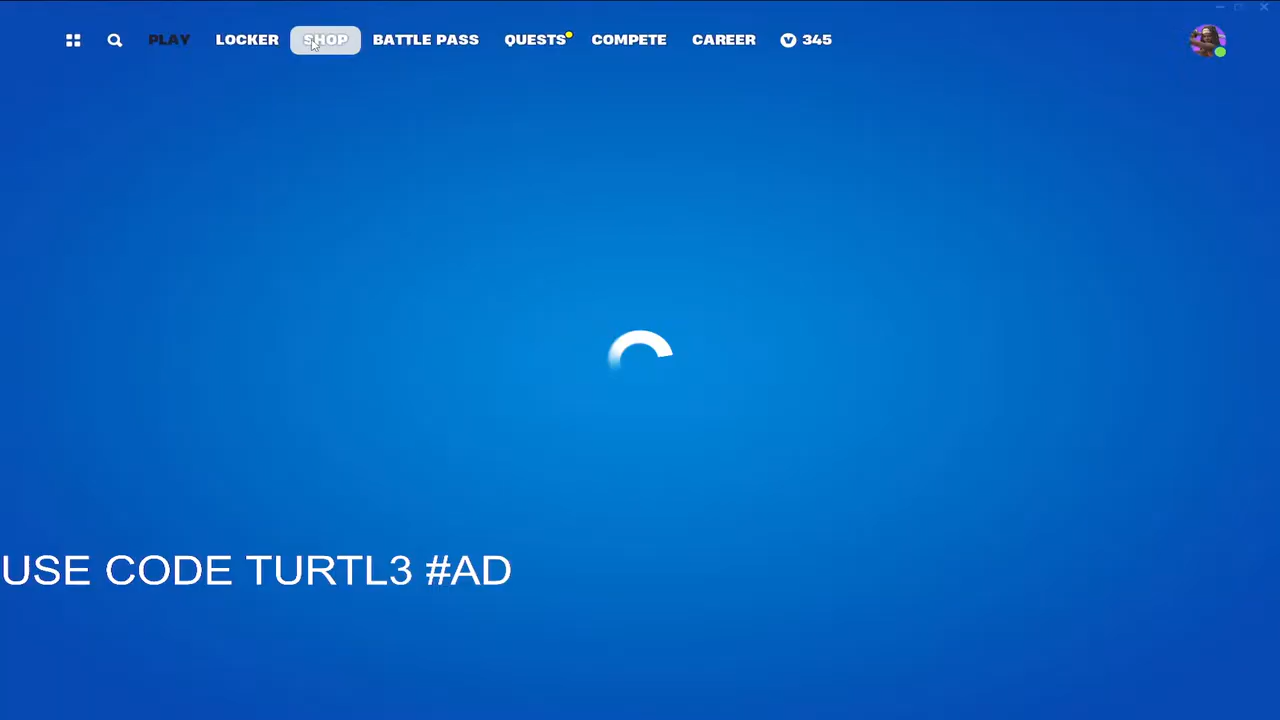 PLAY LOCKER SHOP BATTLE PASS QUESTS COMPETE CAREER 345
USE CODE TURTL3 #AD